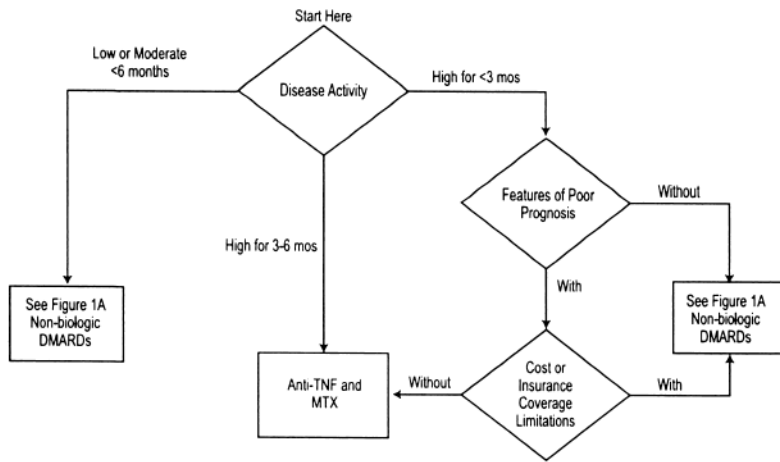 Start Here
Low or Moderate
<6 months
Disease Activity
High for <3 mos
Features of Poor
Prognosis
Without
High for 3-6 mos
With
See Figure 1A
Non-biologic
DMARDs
See Figure 1A
Non-biologic
DMARDs
Anti-TNF and
MTX
Without
Cost or
Insurance
Coverage
Limitations
With